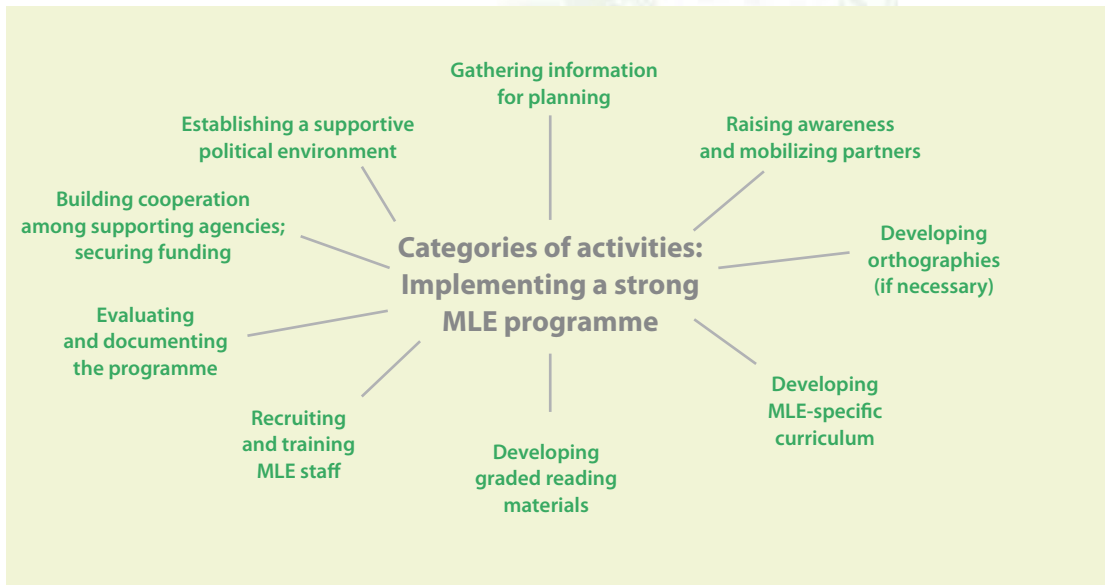 Gathering information
for planning
Raising awareness
and mobilizing partners
Developing
orthographies
(if necessary)
Developing
MLE-specific
curriculum
Developing
graded reading
materials
Recruiting
and training
MLE staff
Evaluating
and documenting
the programme
Building cooperation
among supporting agencies;
securing funding
Establishing a supportive
political environment
Categories of activities:
Implementing a strong
MLE programme